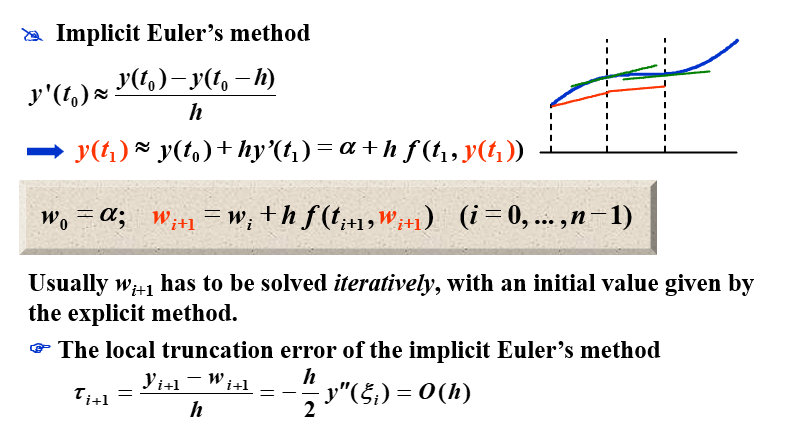 Implicit Euler’s method
y'(t₀) ≈ (y(t₀) − y(t₀ − h)) / h
y(t₁) ≈ y(t₀) + hy’(t₁) = α + h f (t₁, y(t₁))
w₀ = α; wᵢ₊₁ = wᵢ + h f (tᵢ₊₁, wᵢ₊₁) (i = 0, ... , n − 1)
Usually wᵢ₊₁ has to be solved iteratively, with an initial value given by
the explicit method.
The local truncation error of the implicit Euler’s method
τᵢ₊₁ = (yᵢ₊₁ − wᵢ₊₁) / h = − h/2 y″(ξᵢ) = O(h)